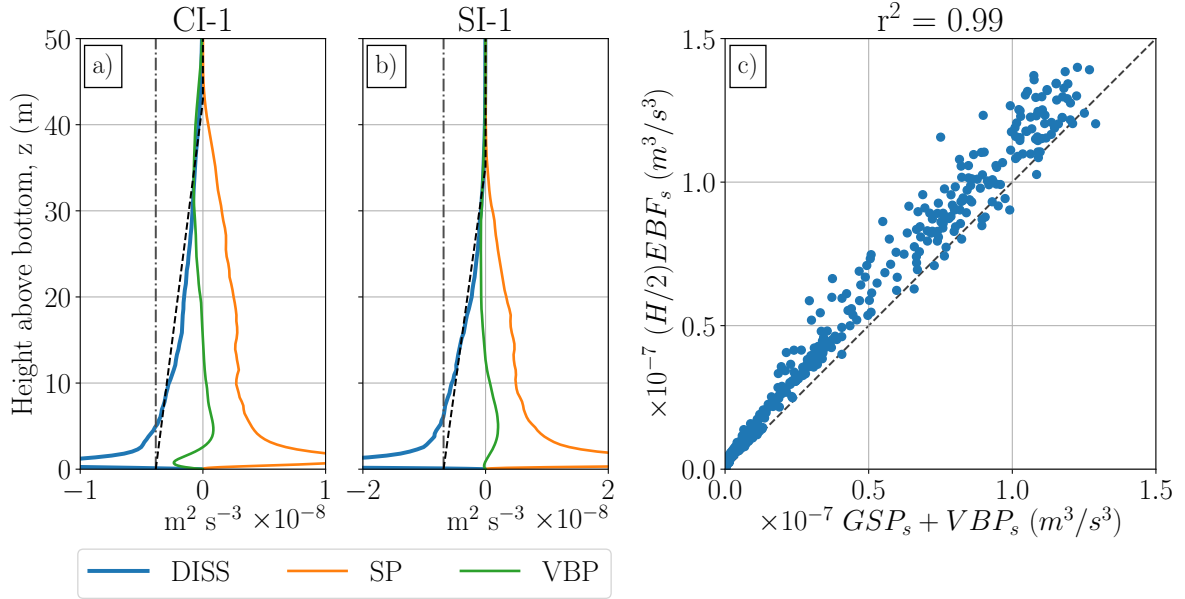 CI-1
SI-1
r² = 0.99
a)
b)
c)
Height above bottom, z (m)
50
40
30
20
10
0
−1
0
1
m² s⁻³ ×10⁻⁸
−2
0
2
m² s⁻³ ×10⁻⁸
×10⁻⁷ (H/2)EBFₛ (m³/s³)
1.5
1.0
0.5
0.0
0.0
0.5
1.0
1.5
×10⁻⁷ GSPₛ + VBPₛ (m³/s³)
DISS SP VBP